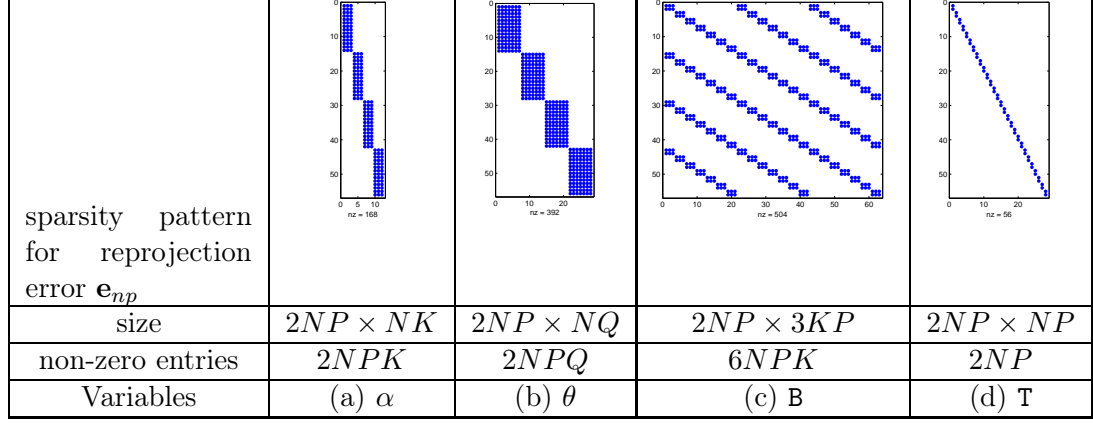 0
10
20
30
40
50
0 5 10
nz = 168
0
10
20
30
40
50
0 20
nz = 392
0
10
20
30
40
50
0 10 20 30 40 50 60
nz = 504
0
10
20
30
40
50
0 10 20
nz = 56
sparsity pattern
for reprojection
error e_{np}
size 2NP × NK 2NP × NQ 2NP × 3KP 2NP × NP
non-zero entries 2NPK 2NPQ 6NPK 2NP
Variables (a) α (b) θ (c) B (d) T